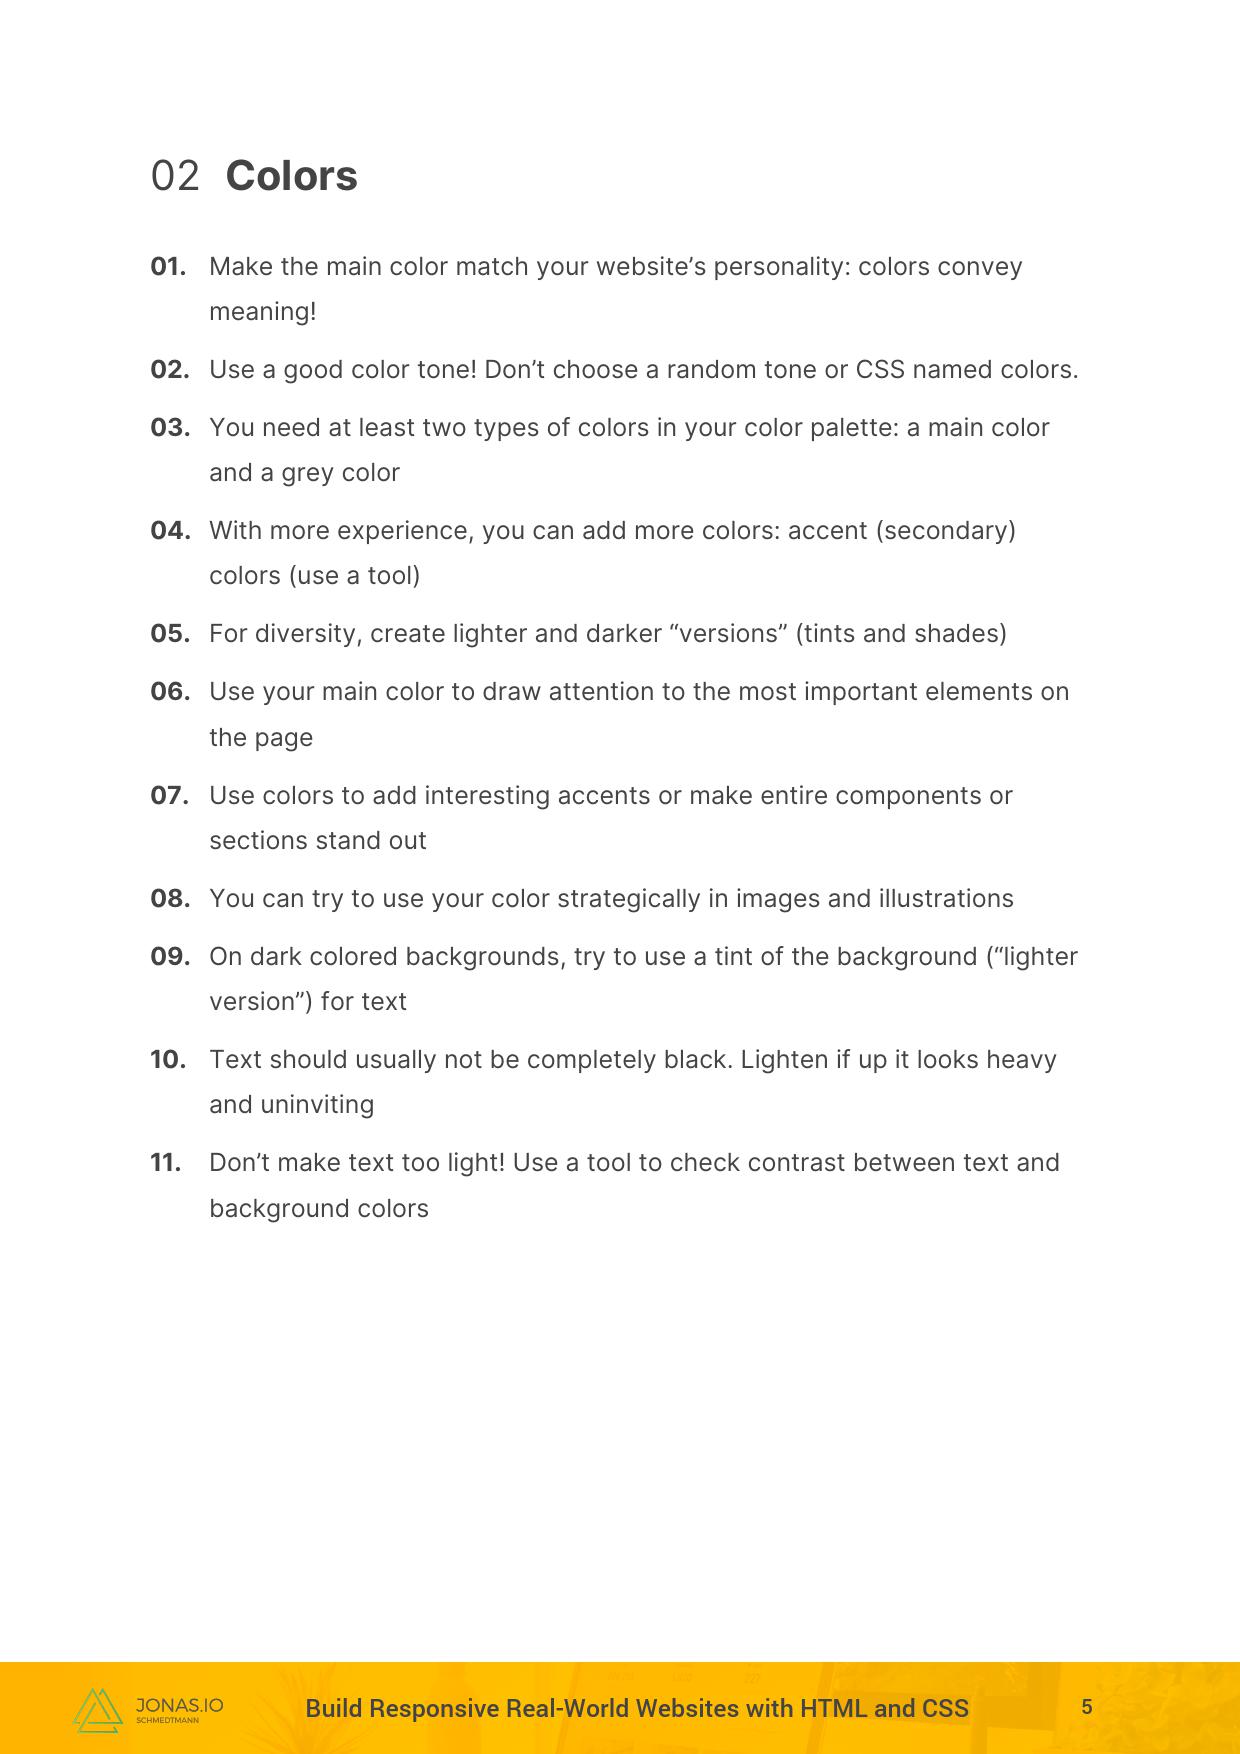 02 Colors
01. Make the main color match your website’s personality: colors convey
meaning!
02. Use a good color tone! Don’t choose a random tone or CSS named colors.
03. You need at least two types of colors in your color palette: a main color
and a grey color
04. With more experience, you can add more colors: accent (secondary)
colors (use a tool)
05. For diversity, create lighter and darker “versions” (tints and shades)
06. Use your main color to draw attention to the most important elements on
the page
07. Use colors to add interesting accents or make entire components or
sections stand out
08. You can try to use your color strategically in images and illustrations
09. On dark colored backgrounds, try to use a tint of the background (“lighter
version”) for text
10. Text should usually not be completely black. Lighten if up it looks heavy
and uninviting
11. Don’t make text too light! Use a tool to check contrast between text and
background colors
JONAS.IO
SCHMEDTMANN
Build Responsive Real-World Websites with HTML and CSS
5